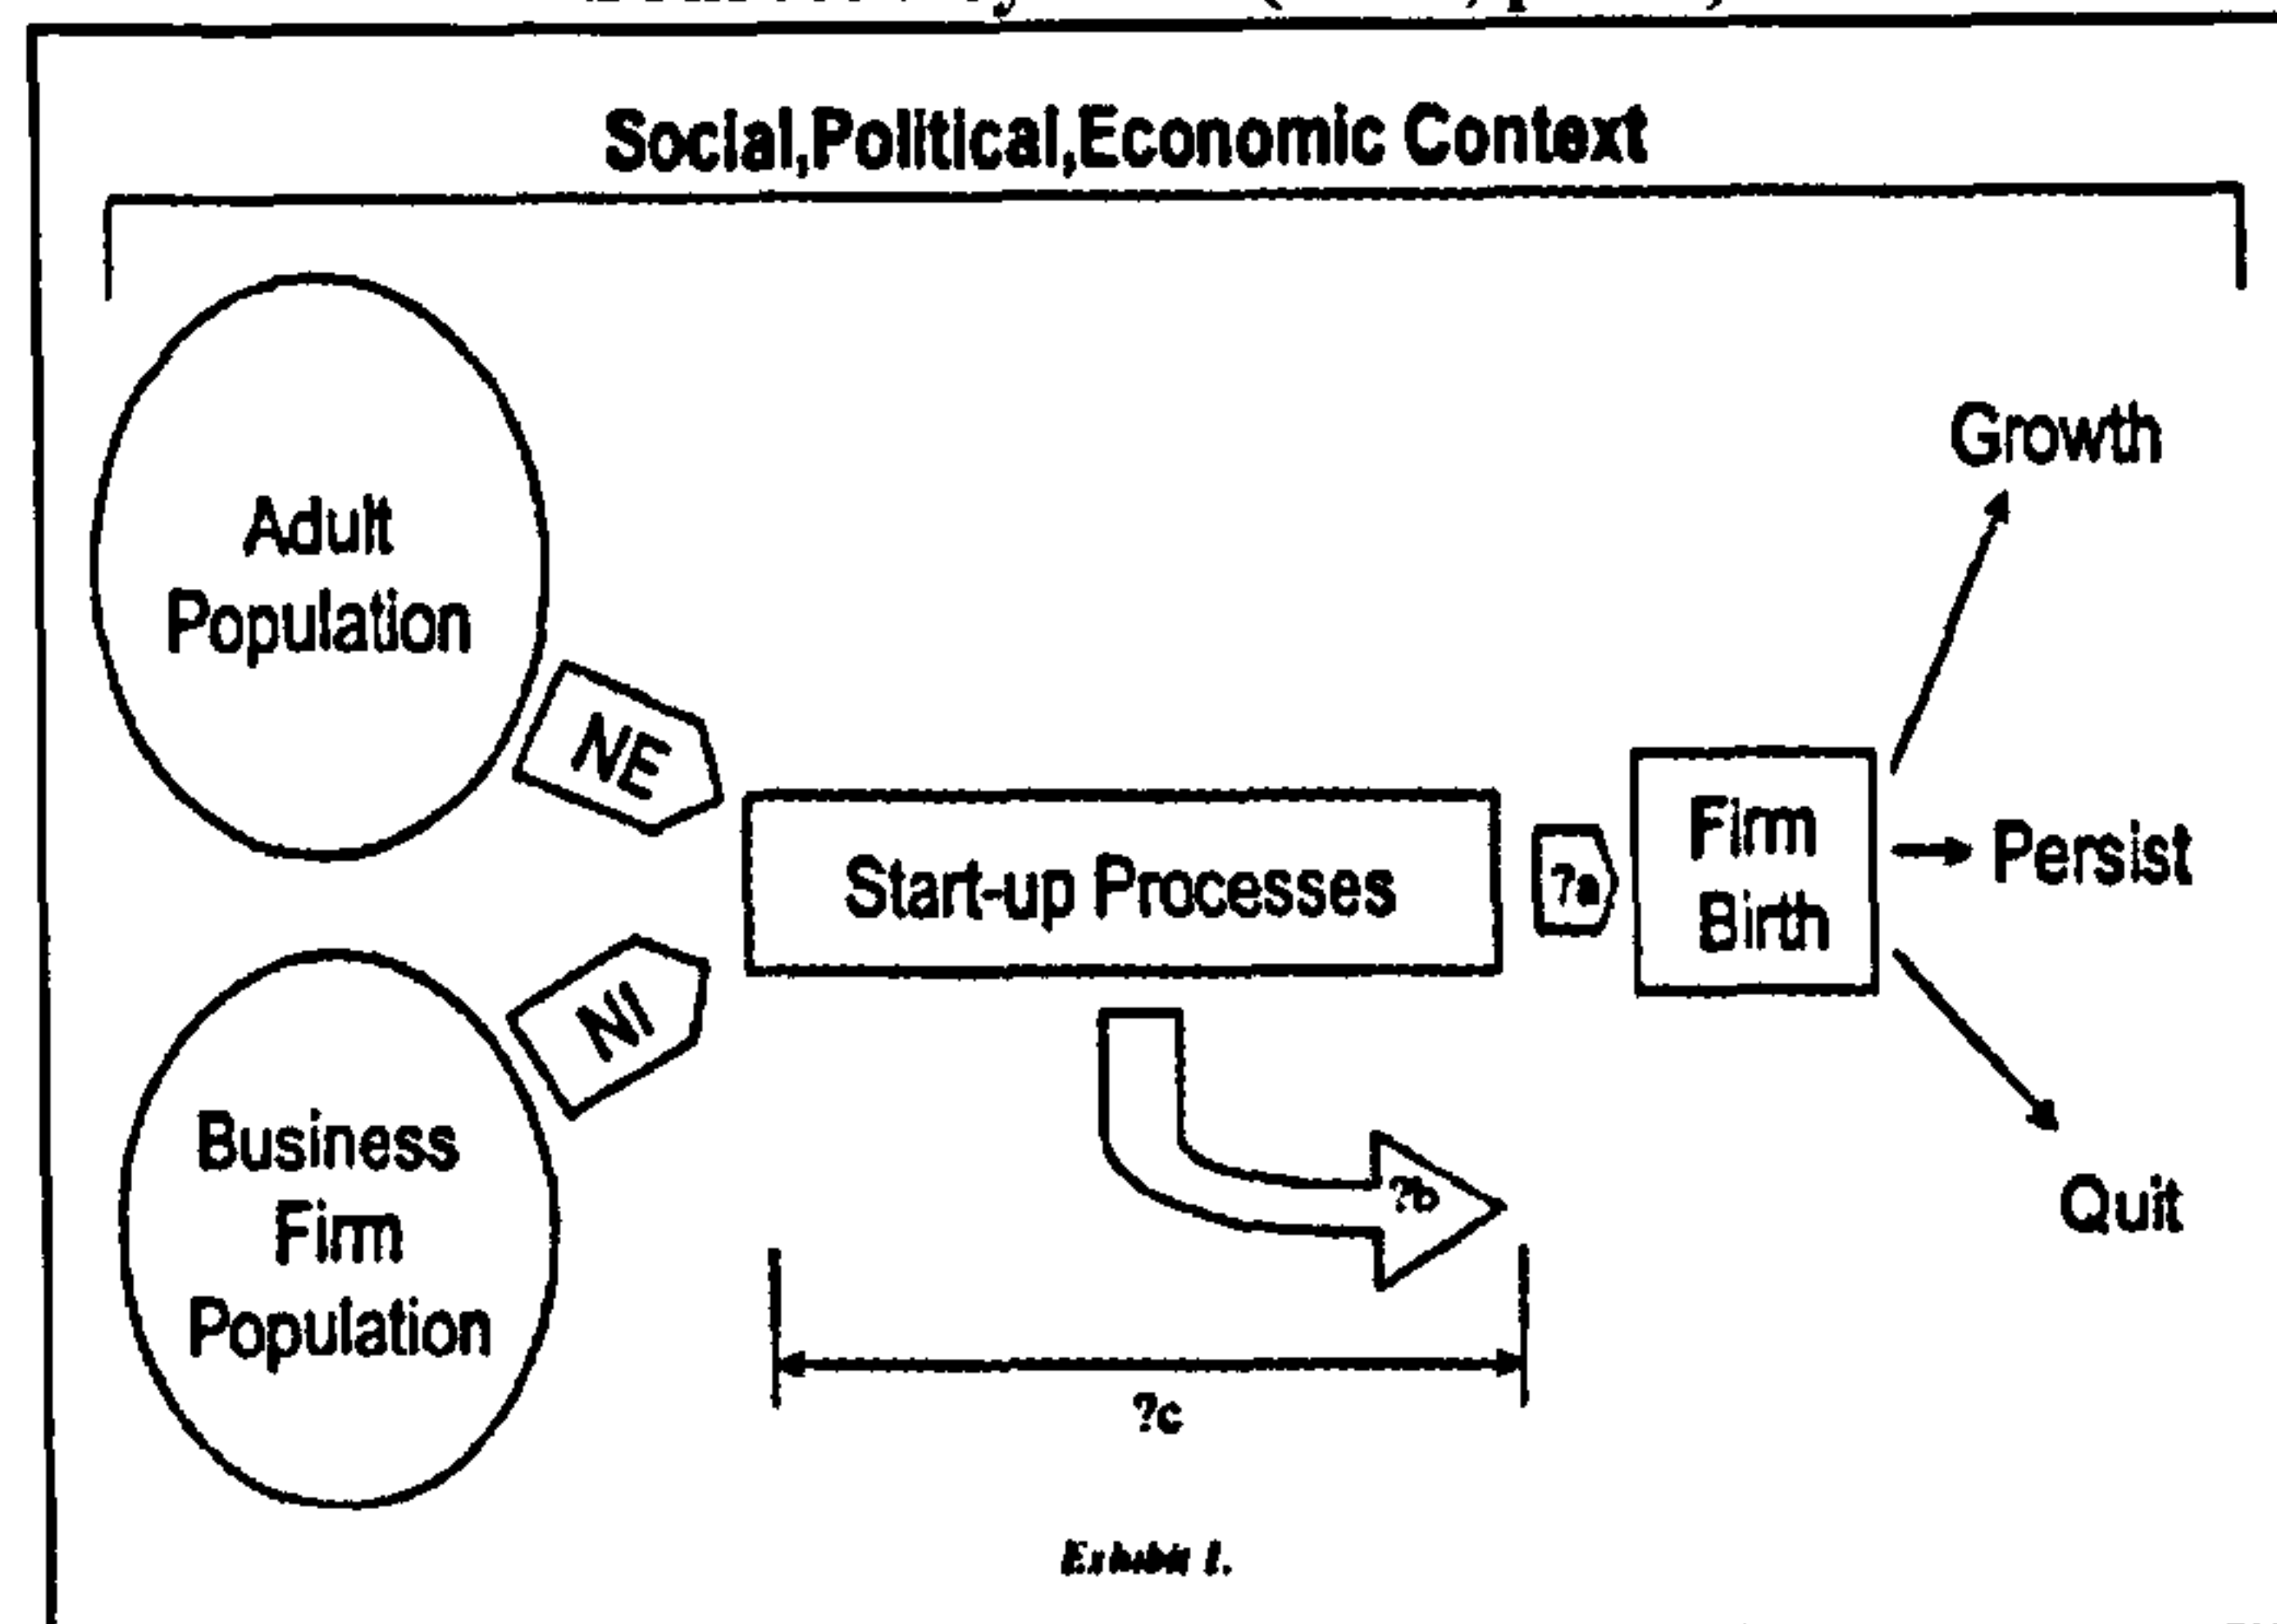 Social,Political,Economic Context
Growth
Adult
Population
NE
Firm
Birth
Persist
Start-up Processes
?a
NI
Business
Firm
Population
?b
Quit
?c
Exhibit 1.